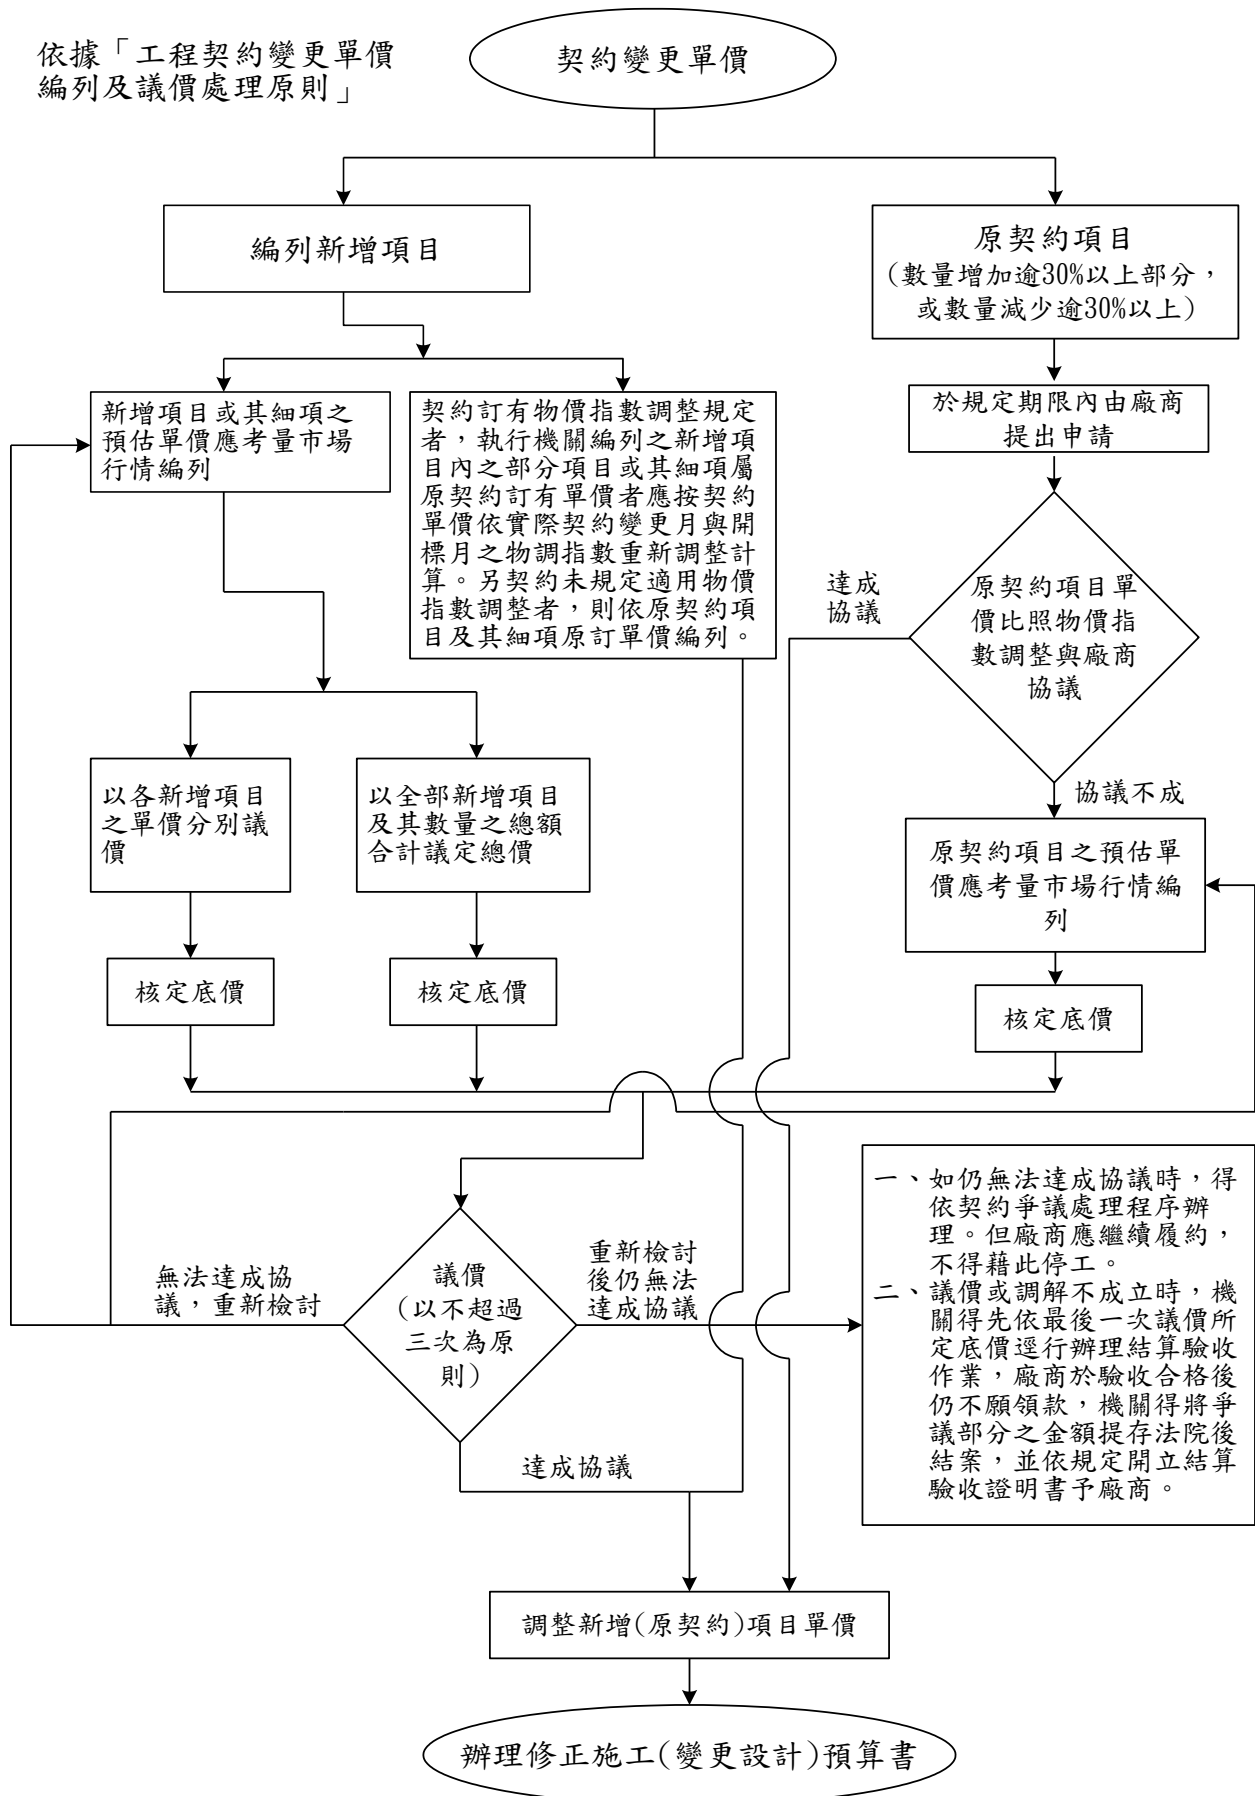 依據「工程契約變更單價
編列及議價處理原則」
契約變更單價
編列新增項目
原契約項目
(數量增加逾30%以上部分，
或數量減少逾30%以上)
新增項目或其細項之
預估單價應考量市場
行情編列
契約訂有物價指數調整規定
者，執行機關編列之新增項
目內之部分項目或其細項屬
原契約訂有單價者應按契約
單價依實際契約變更月與開
標月之物調指數重新調整計
算。另契約未規定適用物價
指數調整者，則依原契約項
目及其細項原訂單價編列。
於規定期限內由廠商
提出申請
達成
協議
原契約項目單
價比照物價指
數調整與廠商
協議
協議不成
以各新增項目
之單價分別議
價
以全部新增項目
及其數量之總額
合計議定總價
原契約項目之預估單
價應考量市場行情編
列
核定底價
核定底價
核定底價
無法達成協
議，重新檢討
議價
(以不超過
三次為原
則)
重新檢討
後仍無法
達成協議
達成協議
一、如仍無法達成協議時，得
依契約爭議處理程序辦
理。但廠商應繼續履約，
不得藉此停工。
二、議價或調解不成立時，機
關得先依最後一次議價所
定底價逕行辦理結算驗收
作業，廠商於驗收合格後
仍不願領款，機關得將爭
議部分之金額提存法院後
結案，並依規定開立結算
驗收證明書予廠商。
調整新增(原契約)項目單價
辦理修正施工(變更設計)預算書